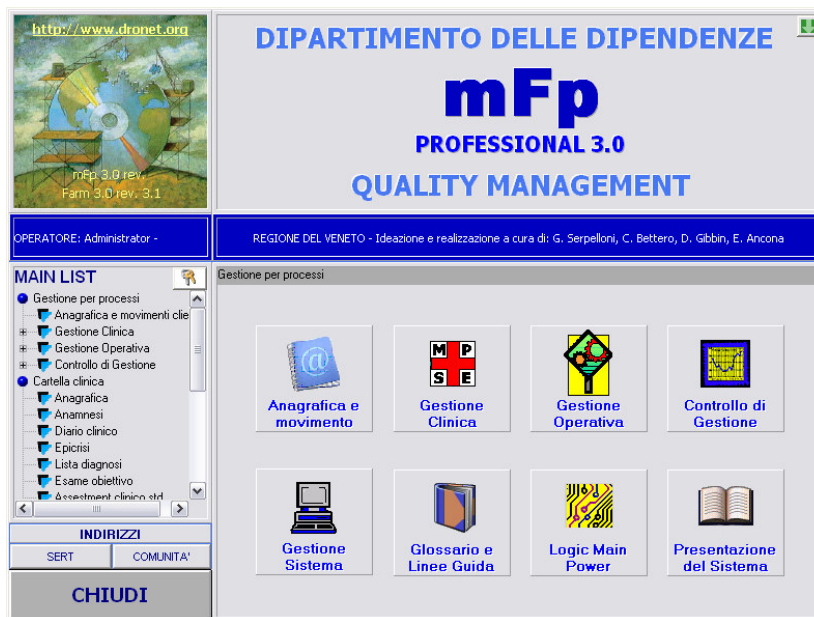 http://www.dronet.org
mFp 3.0 rev.
Farm 3.0 rev. 3.1
DIPARTIMENTO DELLE DIPENDENZE
mFp
PROFESSIONAL 3.0
QUALITY MANAGEMENT
OPERATORE: Administrator -
REGIONE DEL VENETO - Ideazione e realizzazione a cura di: G. Serpelloni, C. Bettero, D. Gibbin, E. Ancona
MAIN LIST
Gestione per processi
Anagrafica e movimenti clie
Gestione Clinica
Gestione Operativa
Controllo di Gestione
Cartella clinica
Anagrafica
Anamnesi
Diario clinico
Epicrisi
Lista diagnosi
Esame obiettivo
Assestment clinico std
INDIRIZZI
SERT
COMUNITA'
CHIUDI
Gestione per processi
Anagrafica e
movimento
M P
S E
Gestione
Clinica
Gestione
Operativa
Controllo di
Gestione
Gestione
Sistema
Glossario e
Linee Guida
Logic Main
Power
Presentazione
del Sistema